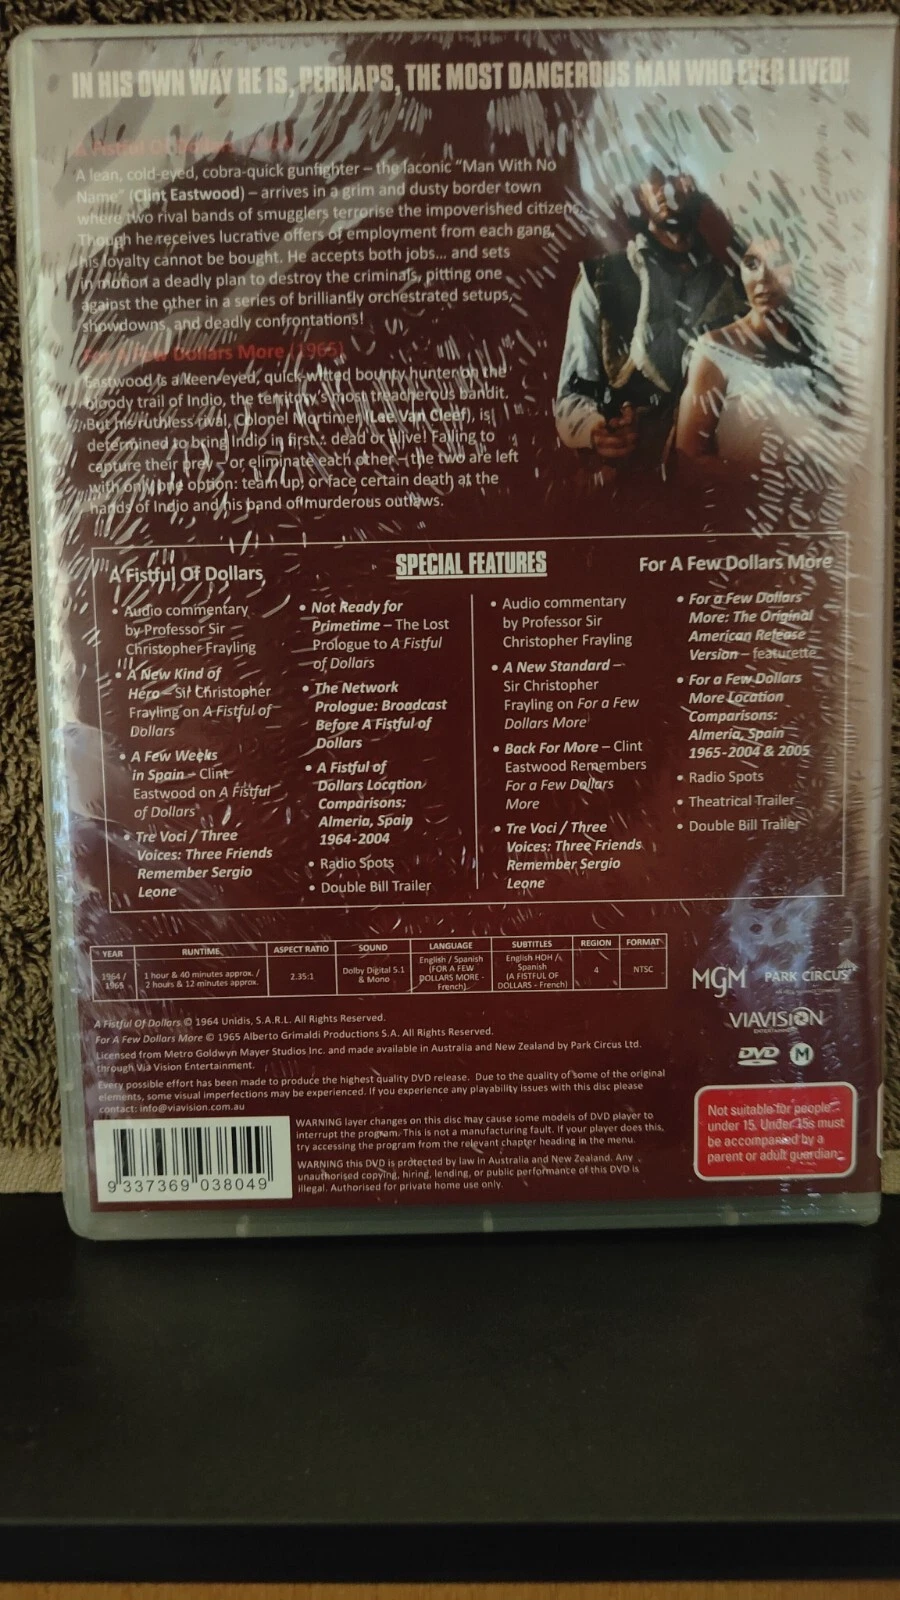 IN HIS OWN WAY HE IS, PERHAPS, THE MOST DANGEROUS MAN WHO EVER LIVED!
A Fistful Of Dollars (1964)
A lean, cold-eyed, cobra-quick gunfighter – the laconic "Man With No
Name" (Clint Eastwood) – arrives in a grim and dusty border town
where two rival bands of smugglers terrorise the impoverished citizens.
Though he receives lucrative offers of employment from each gang,
his loyalty cannot be bought. He accepts both jobs... and sets
in motion a deadly plan to destroy the criminals, pitting one
against the other in a series of brilliantly orchestrated setups,
showdowns, and deadly confrontations!
For A Few Dollars More (1965)
Eastwood is a keen-eyed, quick-witted bounty hunter on the
bloody trail of Indio, the territory's most treacherous bandit.
But his ruthless rival, Colonel Mortimer (Lee Van Cleef), is
determined to bring Indio in first... dead or alive! Failing to
capture their prey – or eliminate each other – the two are left
with only one option: team up, or face certain death at the
hands of Indio and his band of murderous outlaws.
SPECIAL FEATURES
A Fistful Of Dollars
• Audio commentary
by Professor Sir
Christopher Frayling
• A New Kind of
Hero – Sir Christopher
Frayling on A Fistful of
Dollars
• A Few Weeks
in Spain – Clint
Eastwood on A Fistful
of Dollars
• Tre Voci / Three
Voices: Three Friends
Remember Sergio
Leone
• Not Ready for
Primetime – The Lost
Prologue to A Fistful
of Dollars
• The Network
Prologue: Broadcast
Before A Fistful of
Dollars
• A Fistful of
Dollars Location
Comparisons:
Almeria, Spain
1964-2004
• Radio Spots
• Double Bill Trailer
For A Few Dollars More
• Audio commentary
by Professor Sir
Christopher Frayling
• A New Standard –
Sir Christopher
Frayling on For a Few
Dollars More
• Back For More – Clint
Eastwood Remembers
For a Few Dollars
More
• Tre Voci / Three
Voices: Three Friends
Remember Sergio
Leone
• For a Few Dollars
More: The Original
American Release
Version – featurette
• For a Few Dollars
More Location
Comparisons:
Almeria, Spain
1965-2004 & 2005
• Radio Spots
• Theatrical Trailer
• Double Bill Trailer
YEAR
1964 /
1965
RUNTIME
1 hour & 40 minutes approx. /
2 hours & 12 minutes approx.
ASPECT RATIO
2.35:1
SOUND
Dolby Digital 5.1
& Mono
LANGUAGE
English / Spanish
(FOR A FEW
DOLLARS MORE -
French)
SUBTITLES
English HOH /
Spanish
(A FISTFUL OF
DOLLARS - French)
REGION
4
FORMAT
NTSC
MGM PARK CIRCUS
VIAVISION
ENTERTAINMENT
DVD M
A Fistful Of Dollars © 1964 Unidis, S.A.R.L. All Rights Reserved.
For A Few Dollars More © 1965 Alberto Grimaldi Productions S.A. All Rights Reserved.
Licensed from Metro Goldwyn Mayer Studios Inc. and made available in Australia and New Zealand by Park Circus Ltd.
through Via Vision Entertainment.
Every possible effort has been made to produce the highest quality DVD release. Due to the quality of some of the original
elements, some visual imperfections may be experienced. If you experience any playability issues with this disc please
contact: info@viavision.com.au
WARNING layer changes on this disc may cause some models of DVD player to
interrupt the program. This is not a manufacturing fault. If your player does this,
try accessing the program from the relevant chapter heading in the menu.
WARNING this DVD is protected by law in Australia and New Zealand. Any
unauthorised copying, hiring, lending, or public performance of this DVD is
illegal. Authorised for private home use only.
9 337369 038049
Not suitable for people
under 15. Under 15s must
be accompanied by a
parent or adult guardian